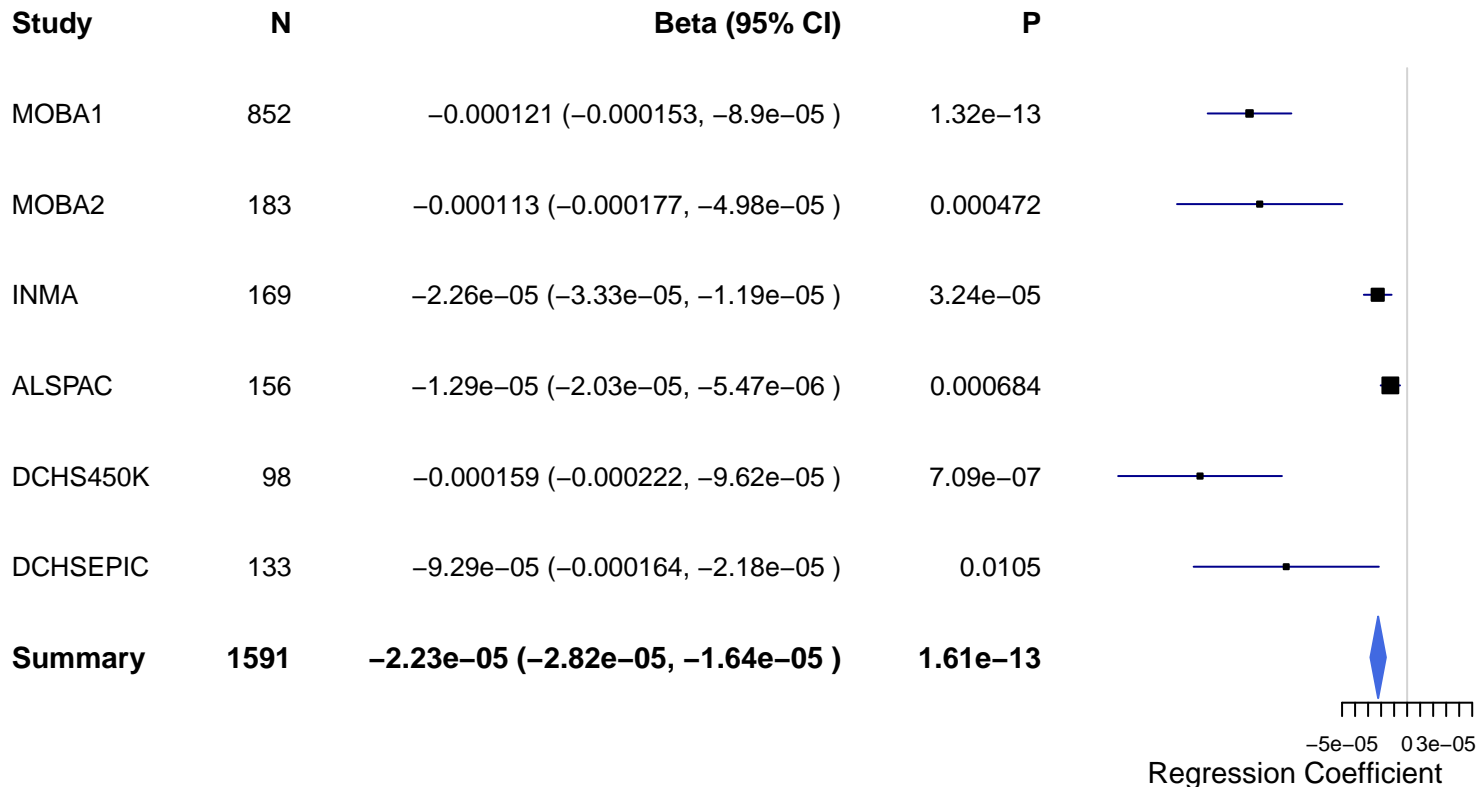 Study N Beta (95% CI) P
MOBA1 852 −0.000121 (−0.000153, −8.9e−05 ) 1.32e−13
MOBA2 183 −0.000113 (−0.000177, −4.98e−05 ) 0.000472
INMA 169 −2.26e−05 (−3.33e−05, −1.19e−05 ) 3.24e−05
ALSPAC 156 −1.29e−05 (−2.03e−05, −5.47e−06 ) 0.000684
DCHS450K 98 −0.000159 (−0.000222, −9.62e−05 ) 7.09e−07
DCHSEPIC 133 −9.29e−05 (−0.000164, −2.18e−05 ) 0.0105
Summary 1591 −2.23e−05 (−2.82e−05, −1.64e−05 ) 1.61e−13
−5e−05 0 3e−05
Regression Coefficient